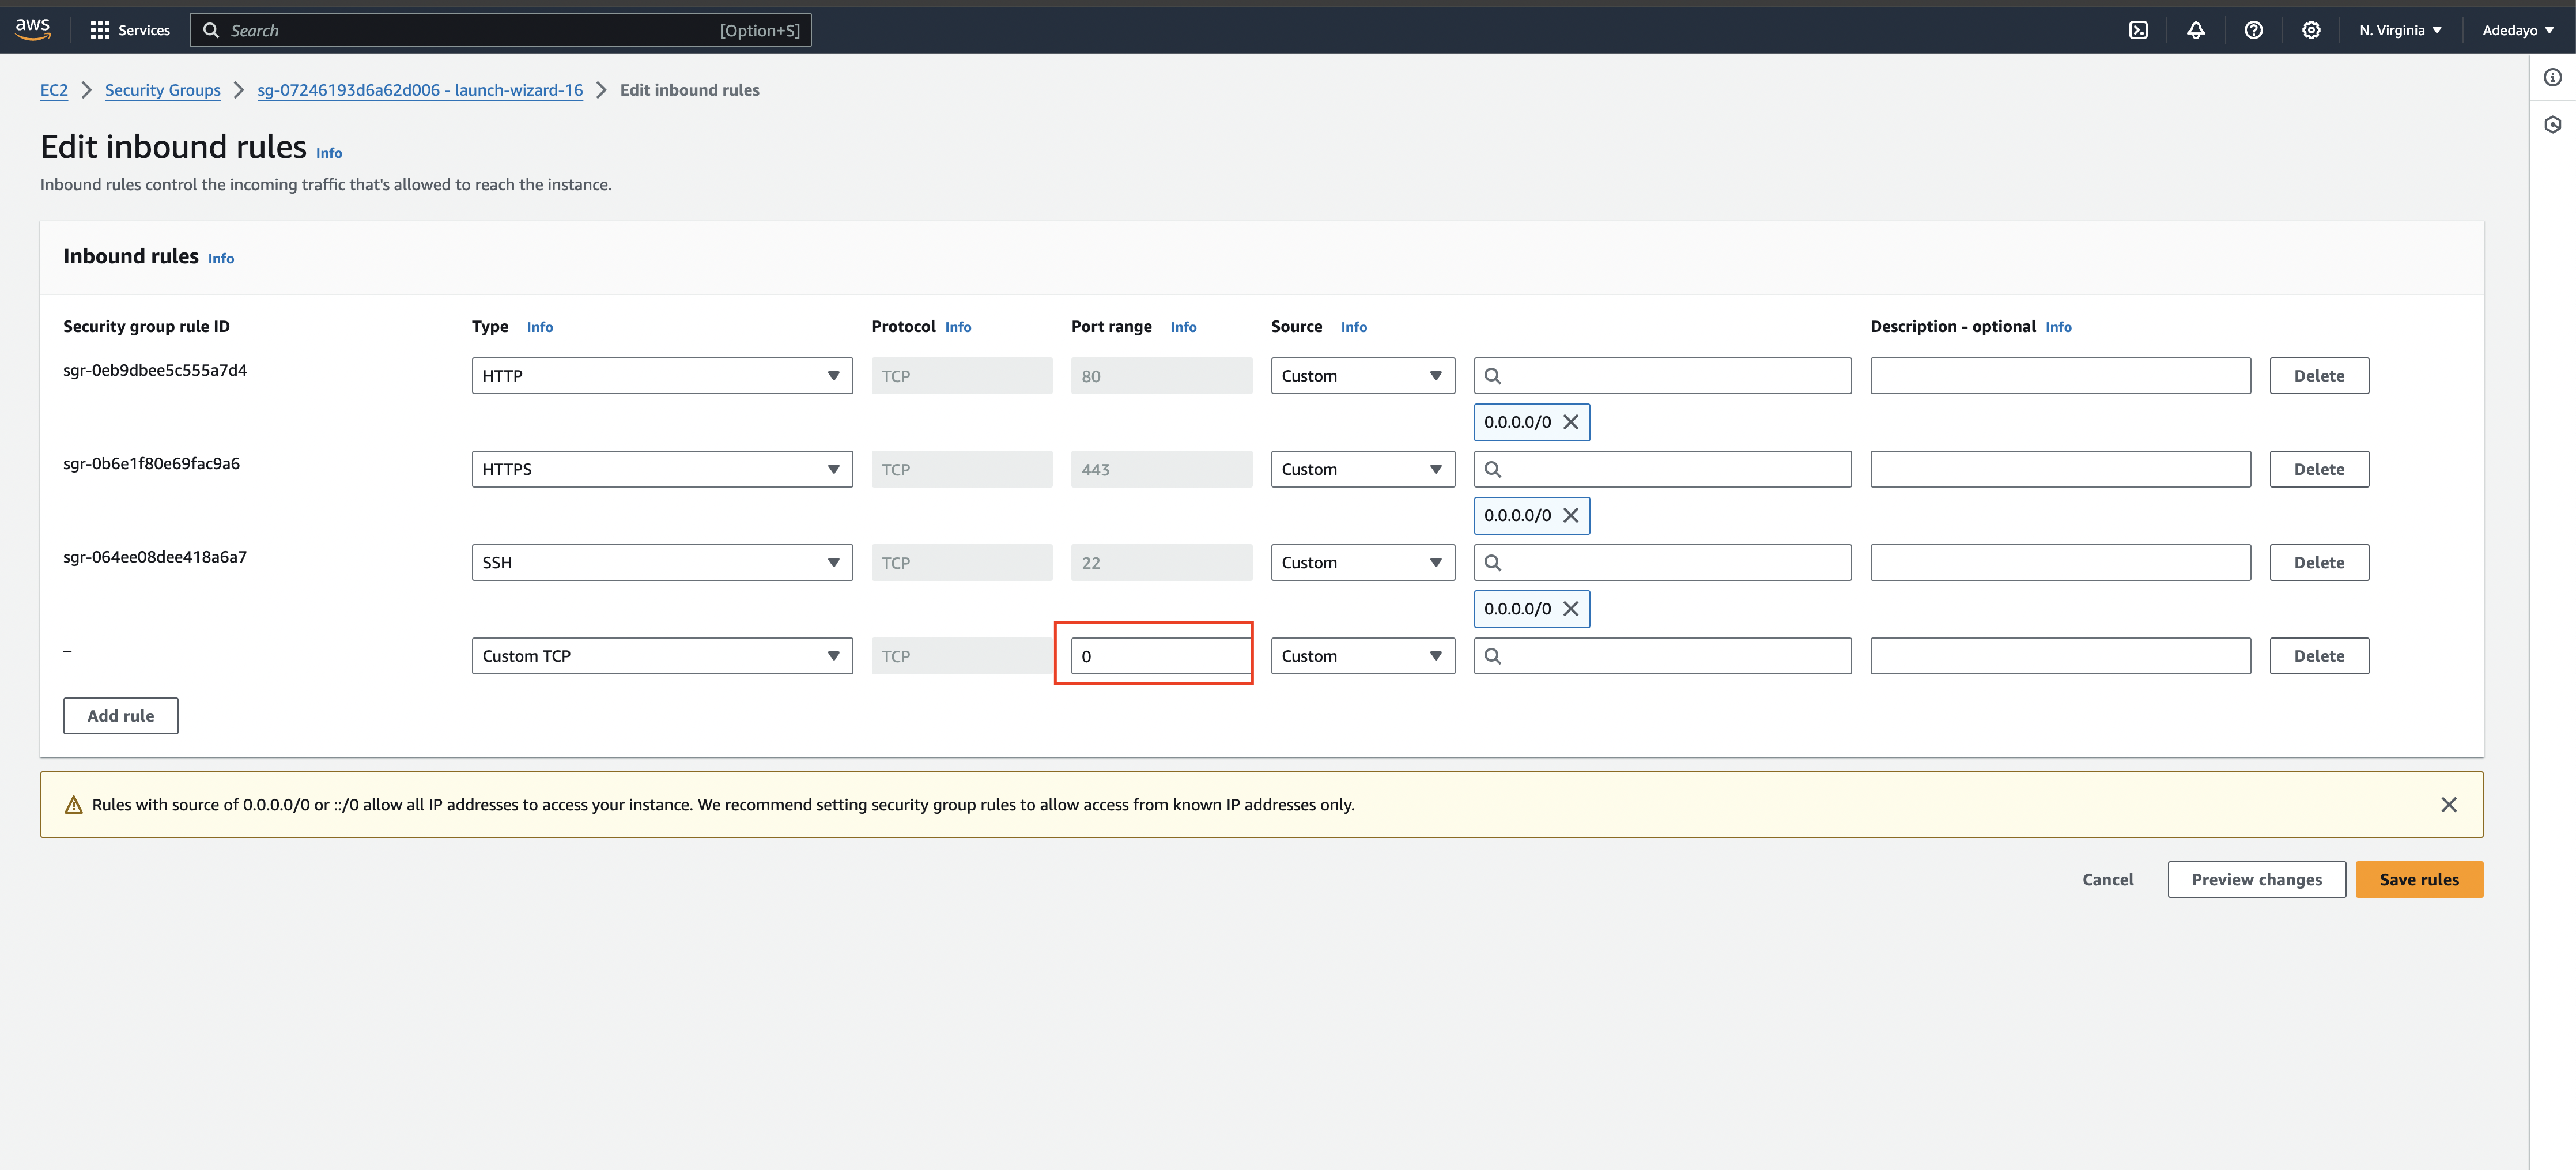 aws Services Search [Option+S] N. Virginia Adedayo
EC2 Security Groups sg-07246193d6a62d006 - launch-wizard-16 Edit inbound rules
Edit inbound rules Info
Inbound rules control the incoming traffic that's allowed to reach the instance.
Inbound rules Info
Security group rule ID Type Info Protocol Info Port range Info Source Info Description - optional Info
sgr-0eb9dbee5c555a7d4 HTTP TCP 80 Custom Delete
0.0.0.0/0
sgr-0b6e1f80e69fac9a6 HTTPS TCP 443 Custom Delete
0.0.0.0/0
sgr-064ee08dee418a6a7 SSH TCP 22 Custom Delete
0.0.0.0/0
– Custom TCP TCP 0 Custom Delete
Add rule
Rules with source of 0.0.0.0/0 or ::/0 allow all IP addresses to access your instance. We recommend setting security group rules to allow access from known IP addresses only.
Cancel Preview changes Save rules